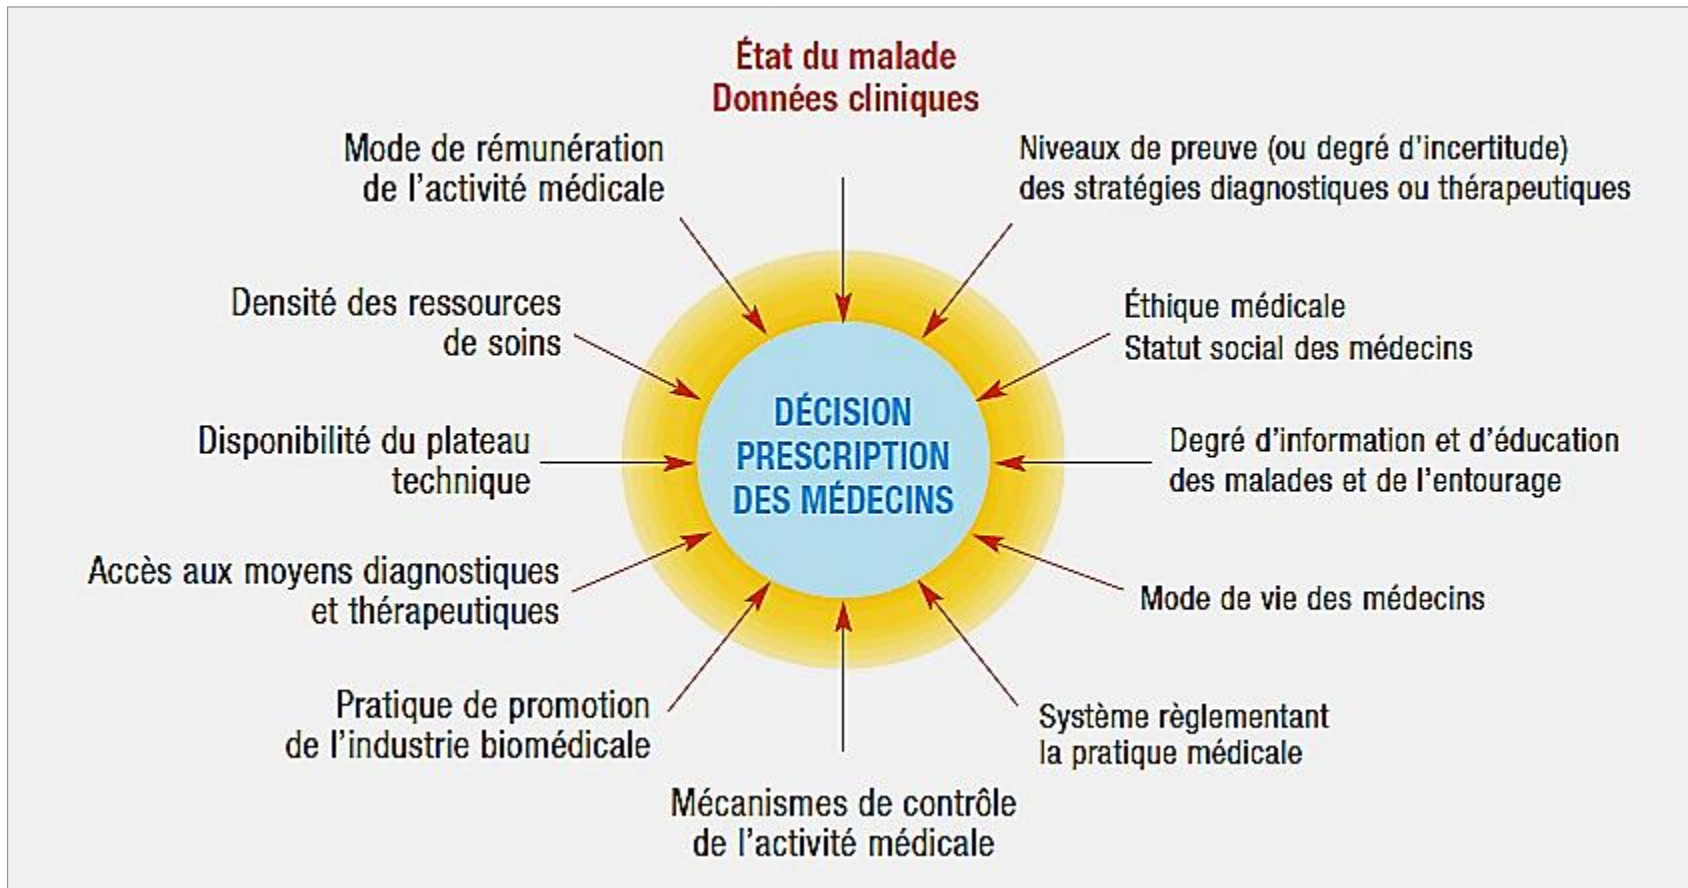 État du malade
Données cliniques
Mode de rémunération
de l'activité médicale
Niveaux de preuve (ou degré d'incertitude)
des stratégies diagnostiques ou thérapeutiques
Densité des ressources
de soins
Éthique médicale
Statut social des médecins
DÉCISION
PRESCRIPTION
DES MÉDECINS
Disponibilité du plateau
technique
Degré d'information et d'éducation
des malades et de l'entourage
Accès aux moyens diagnostiques
et thérapeutiques
Mode de vie des médecins
Pratique de promotion
de l'industrie biomédicale
Système règlementant
la pratique médicale
Mécanismes de contrôle
de l'activité médicale